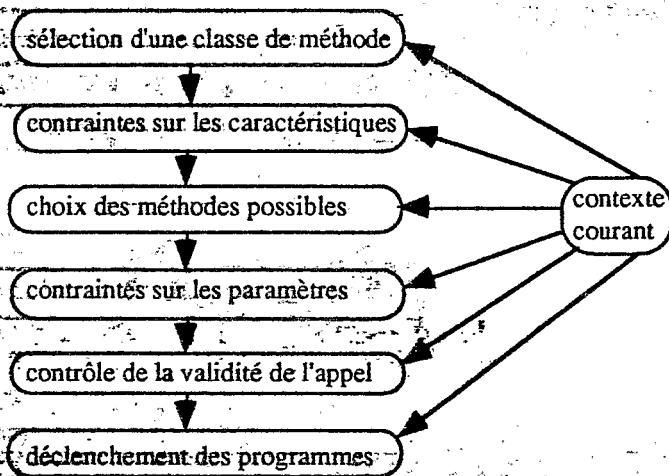 sélection d'une classe de méthode
contraintes sur les caractéristiques
choix des méthodes possibles
contraintes sur les paramètres
contrôle de la validité de l'appel
déclenchement des programmes
contexte
courant